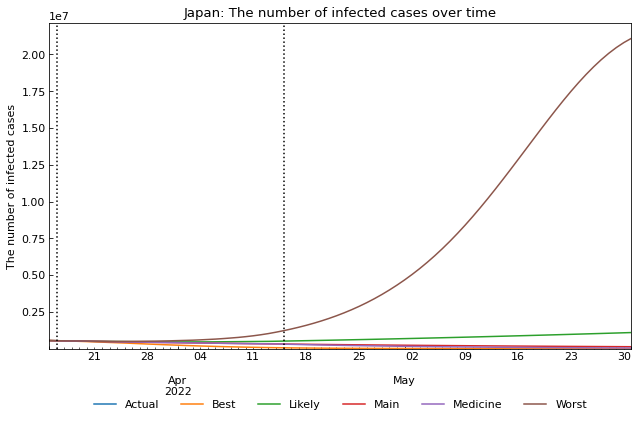 Japan: The number of infected cases over time
1e7
The number of infected cases
2.00
1.75
1.50
1.25
1.00
0.75
0.50
0.25
21 28 04 11 18 25 02 09 16 23 30
Apr May
2022
Actual Best Likely Main Medicine Worst